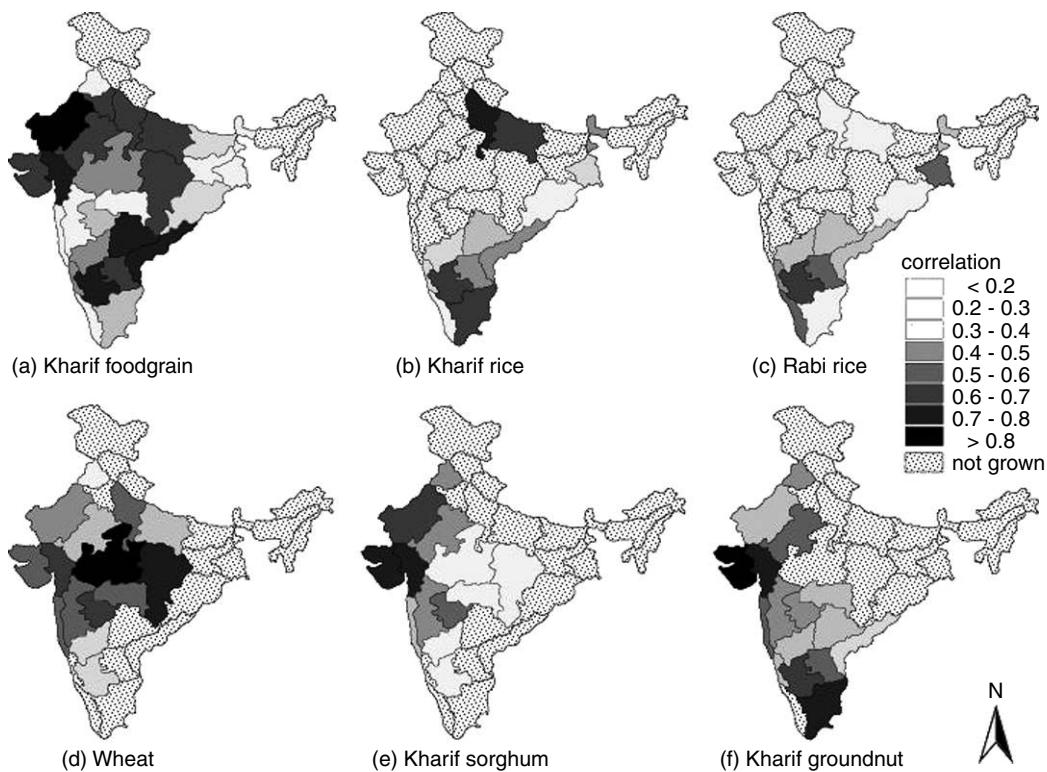 (a) Kharif foodgrain
(b) Kharif rice
(c) Rabi rice
correlation
< 0.2
0.2 - 0.3
0.3 - 0.4
0.4 - 0.5
0.5 - 0.6
0.6 - 0.7
0.7 - 0.8
> 0.8
not grown
(d) Wheat
(e) Kharif sorghum
(f) Kharif groundnut
N